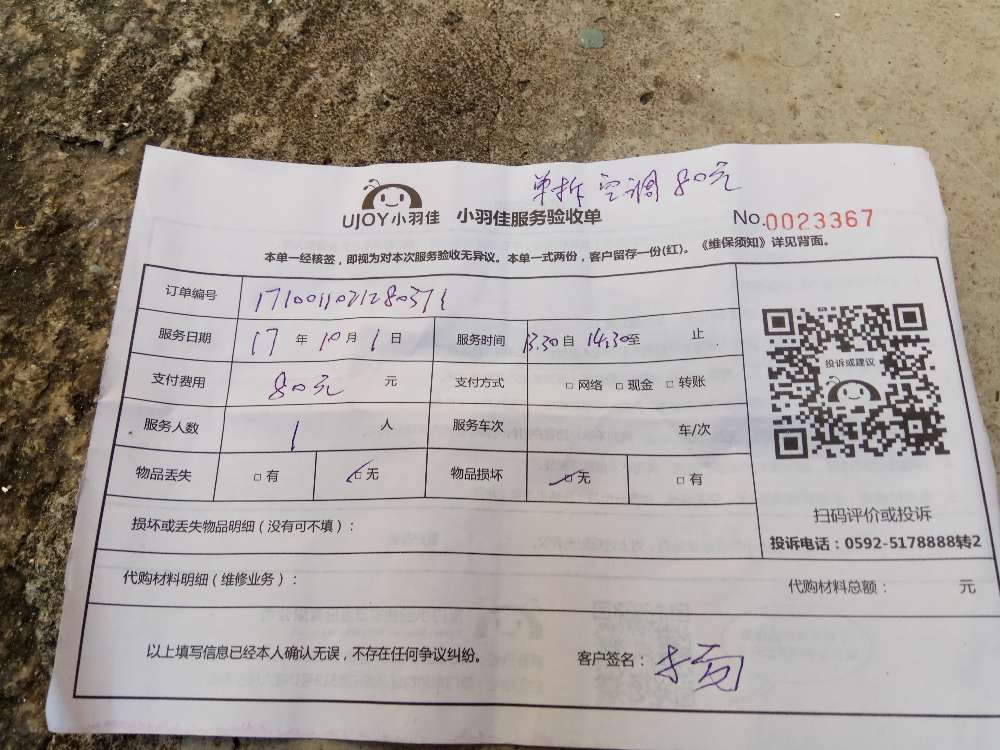 单拆空调80元
UJOY小羽佳 小羽佳服务验收单 No.0023367
本单一经核签，即视为对本次服务验收无异议。本单一式两份，客户留存一份(红)。《维保须知》详见背面。
订单编号
服务日期 17 年 10 月 1 日 服务时间 13.30 自 14.30 至 止
支付费用 80元 元 支付方式 □网络 □现金 □转账
服务人数 1 人 服务车次 车/次
物品丢失 □有 □无 物品损坏 □无 □有
损坏或丢失物品明细（没有可不填）：
代购材料明细（维修业务）： 代购材料总额： 元
以上填写信息已经本人确认无误，不存在任何争议纠纷。 客户签名：
投诉或建议
扫码评价或投诉
投诉电话：0592-5178888转2